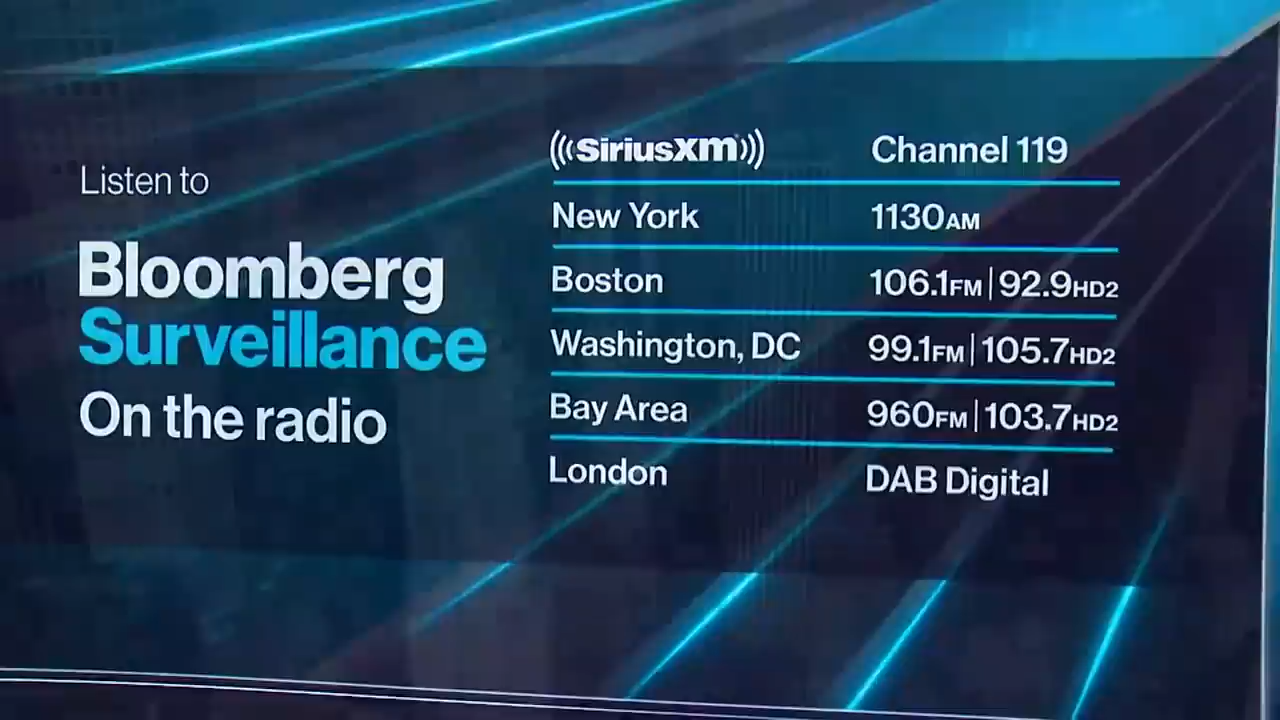 Listen to
Bloomberg
Surveillance
On the radio
((SiriusXM)) Channel 119
New York 1130AM
Boston 106.1FM|92.9HD2
Washington, DC 99.1FM|105.7HD2
Bay Area 960FM|103.7HD2
London DAB Digital